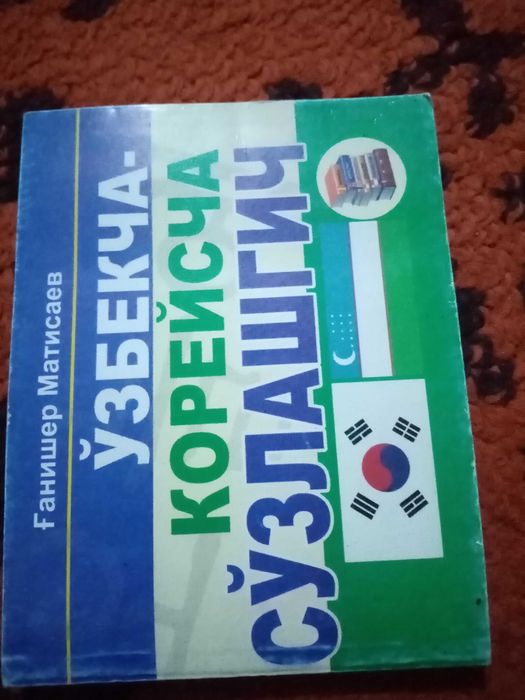 Ғанишер Матисаев
ЎЗБЕКЧА-
КОРЕЙСЧА
СЎЗЛАШГИЧ